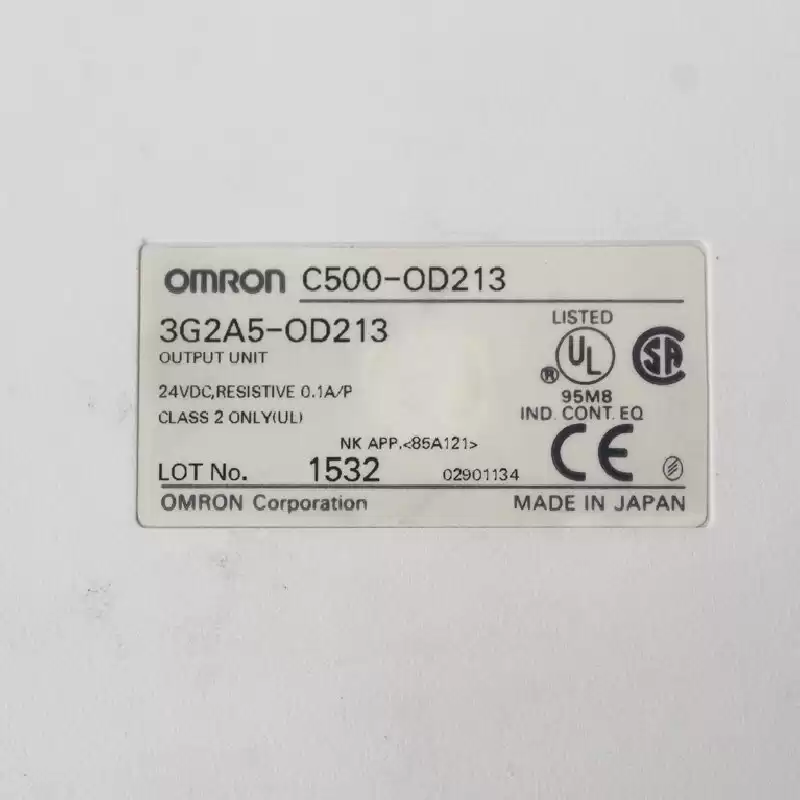 OMRON C500-OD213
3G2A5-OD213
OUTPUT UNIT
24VDC,RESISTIVE 0.1A/P
CLASS 2 ONLY(UL)
LISTED
UL
®
SA
95M8
IND. CONT. EQ
NK APP.<85A121>
CE
LOT No. 1532 02901134
OMRON Corporation MADE IN JAPAN